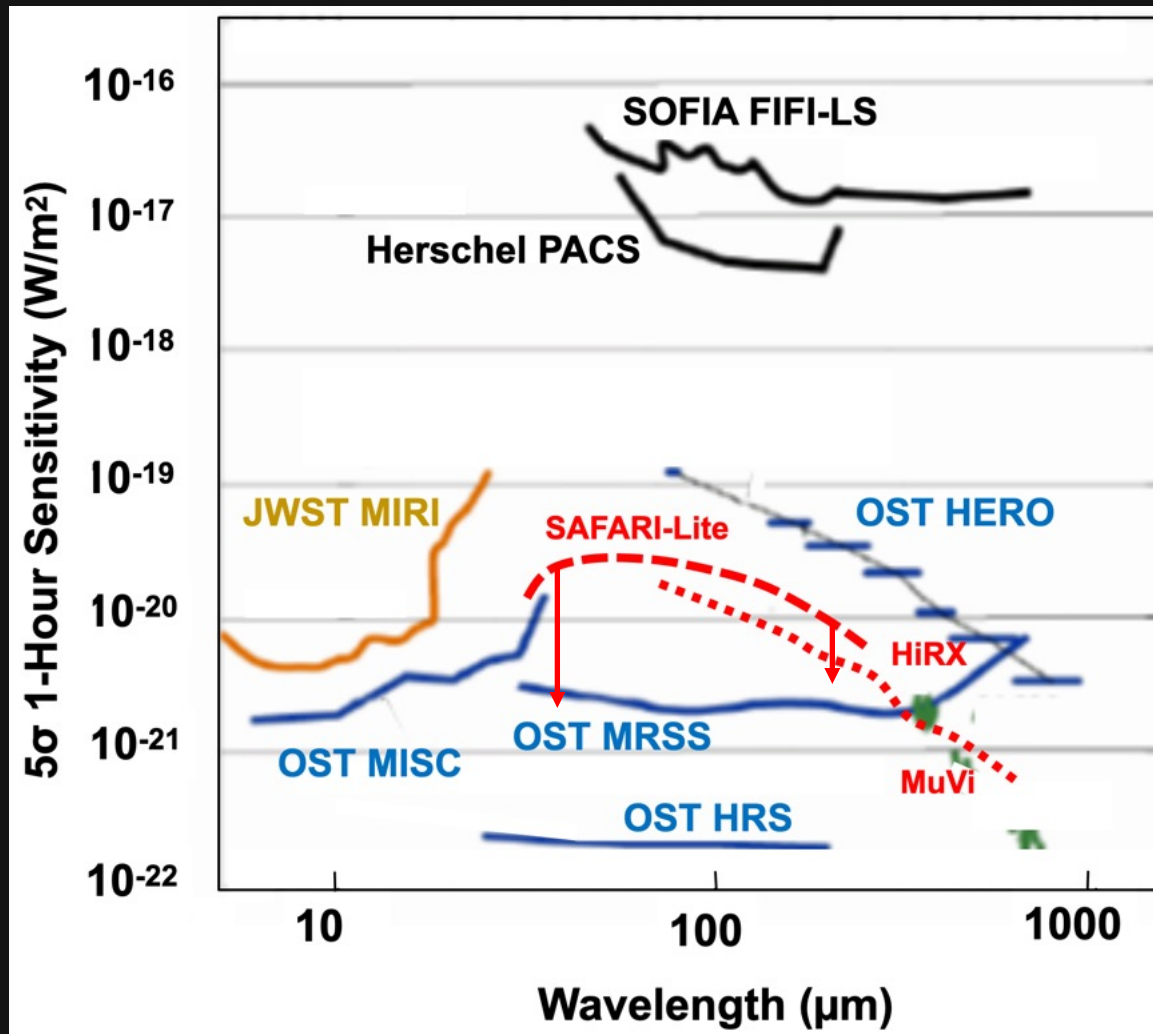 10-16
SOFIA FIFI-LS
10-17
Herschel PACS
10-18
10-19
JWST MIRI
OST HERO
SAFARI-Lite
10-20
HiRX
OST MRSS
10-21
OST MISC
MuVi
OST HRS
10-22
10
100
1000
Wavelength (µm)
5σ 1-Hour Sensitivity (W/m²)